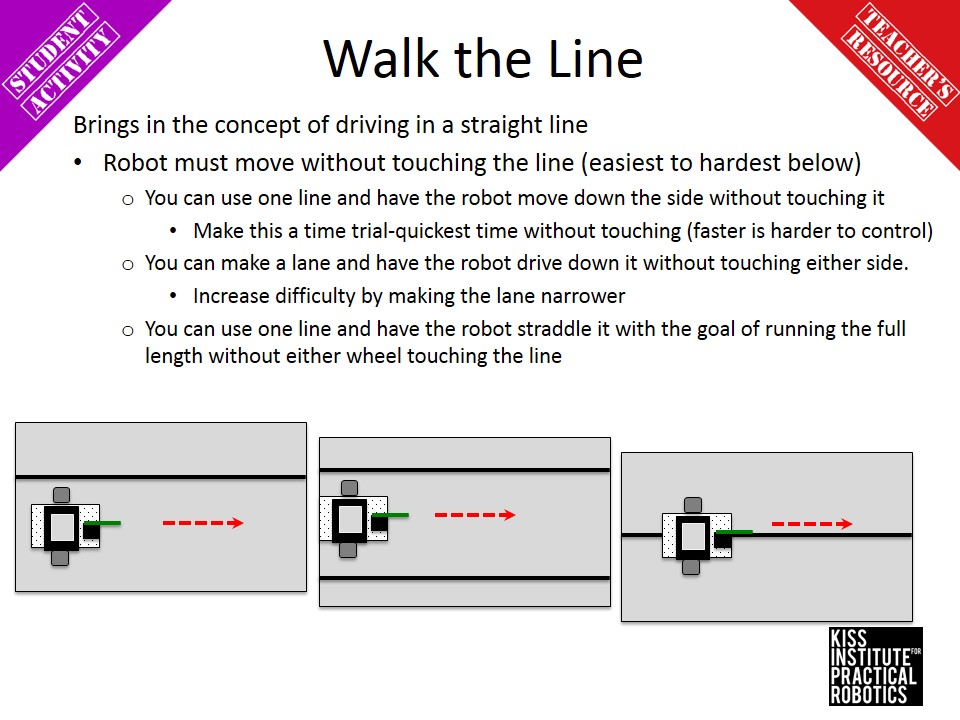 STUDENT
ACTIVITY
TEACHER'S
RESOURCE
Walk the Line
Brings in the concept of driving in a straight line
• Robot must move without touching the line (easiest to hardest below)
o You can use one line and have the robot move down the side without touching it
• Make this a time trial-quickest time without touching (faster is harder to control)
o You can make a lane and have the robot drive down it without touching either side.
• Increase difficulty by making the lane narrower
o You can use one line and have the robot straddle it with the goal of running the full
length without either wheel touching the line
KISS
INSTITUTE FOR
PRACTICAL
ROBOTICS